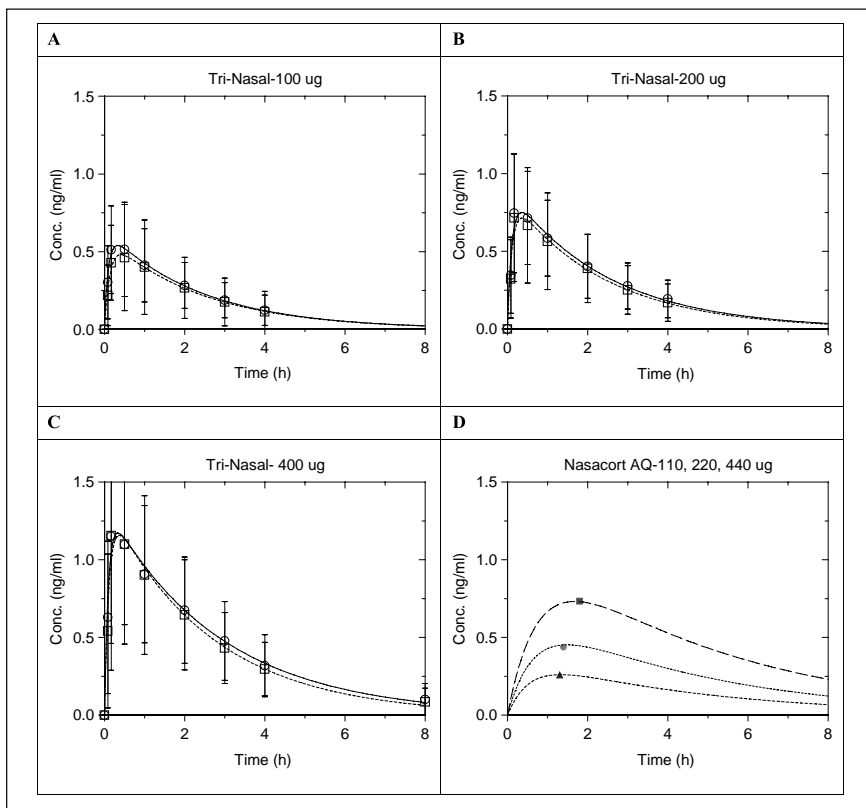 A
Tri-Nasal-100 ug
1.5
1.0
0.5
0.0
Conc. (ng/ml)
0 2 4 6 8
Time (h)
B
Tri-Nasal-200 ug
1.5
1.0
0.5
0.0
Conc. (ng/ml)
0 2 4 6 8
Time (h)
C
Tri-Nasal- 400 ug
1.5
1.0
0.5
0.0
Conc. (ng/ml)
0 2 4 6 8
Time (h)
D
Nasacort AQ-110, 220, 440 ug
1.5
1.0
0.5
0.0
Conc. (ng/ml)
0 2 4 6 8
Time (h)